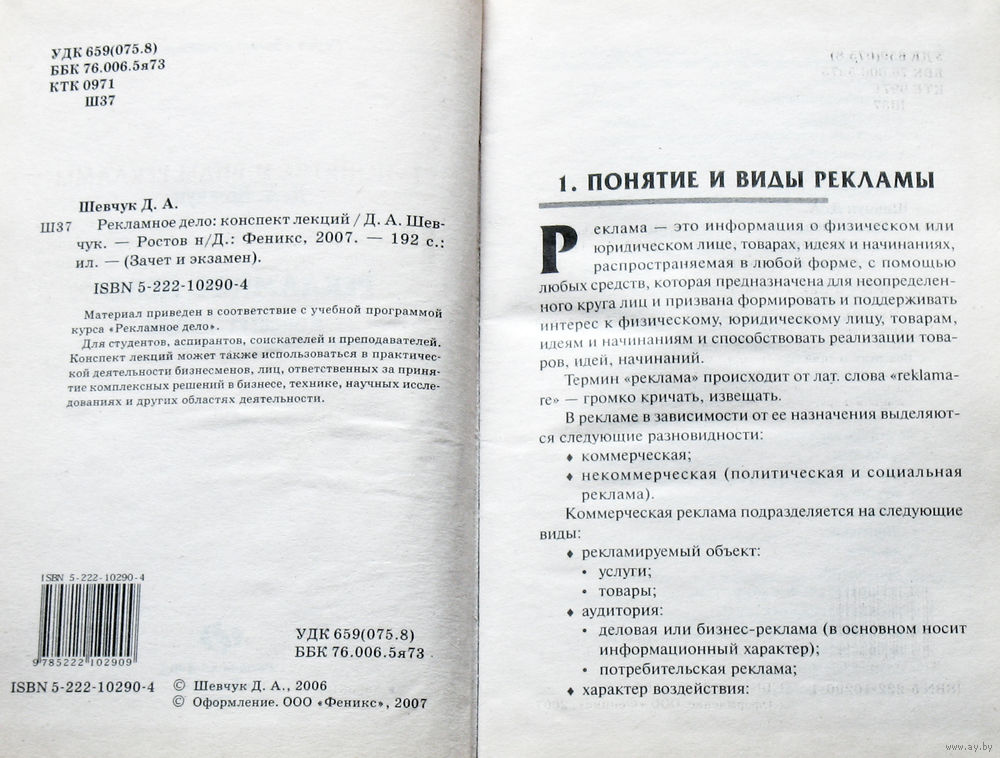 УДК 659(075.8)
ББК 76.006.5я73
КТК 0971
Ш37
Шевчук Д. А.
Ш37 Рекламное дело: конспект лекций / Д. А. Шев-
чук. — Ростов н/Д.: Феникс, 2007. — 192 с.:
ил. — (Зачет и экзамен).
ISBN 5-222-10290-4
Материал приведен в соответствие с учебной программой
курса «Рекламное дело».
Для студентов, аспирантов, соискателей и преподавателей.
Конспект лекций может также использоваться в практичес-
кой деятельности бизнесменов, лиц, ответственных за приня-
тие комплексных решений в бизнесе, технике, научных иссле-
дованиях и других областях деятельности.
ISBN 5-222-10290-4
9785222102909
УДК 659(075.8)
ББК 76.006.5я73
ISBN 5-222-10290-4
© Шевчук Д. А., 2006
© Оформление. ООО «Феникс», 2007
1. ПОНЯТИЕ И ВИДЫ РЕКЛАМЫ
Реклама — это информация о физическом или
юридическом лице, товарах, идеях и начинаниях,
распространяемая в любой форме, с помощью
любых средств, которая предназначена для неопределен-
ного круга лиц и призвана формировать и поддерживать
интерес к физическому, юридическому лицу, товарам,
идеям и начинаниям и способствовать реализации това-
ров, идей, начинаний.
Термин «реклама» происходит от лат. слова «reklama-
re» — громко кричать, извещать.
В рекламе в зависимости от ее назначения выделяют-
ся следующие разновидности:
♦ коммерческая;
♦ некоммерческая (политическая и социальная
реклама).
Коммерческая реклама подразделяется на следующие
виды:
♦ рекламируемый объект:
• услуги;
• товары;
♦ аудитория:
• деловая или бизнес-реклама (в основном носит
информационный характер);
• потребительская реклама;
♦ характер воздействия:
www.ay.by